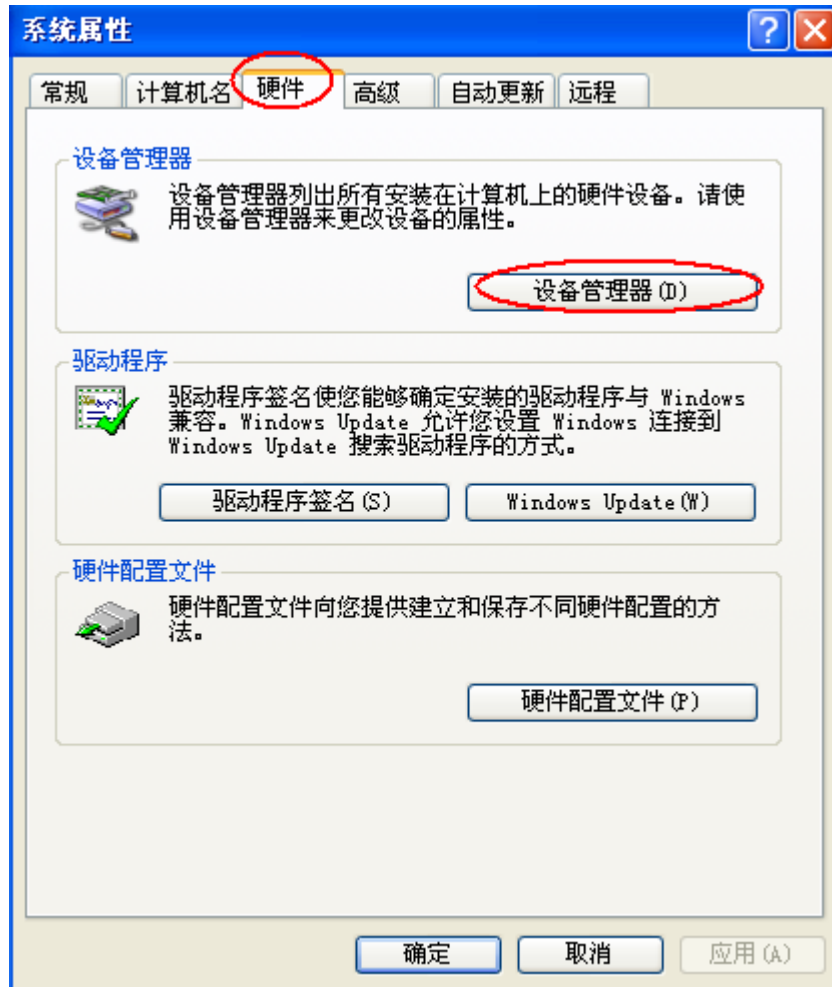 系统属性
常规 计算机名 硬件 高级 自动更新 远程
设备管理器
设备管理器列出所有安装在计算机上的硬件设备。请使
用设备管理器来更改设备的属性。
设备管理器(D)
驱动程序
驱动程序签名使您能够确定安装的驱动程序与 Windows
兼容。Windows Update 允许您设置 Windows 连接到
Windows Update 搜索驱动程序的方式。
驱动程序签名(S) Windows Update(W)
硬件配置文件
硬件配置文件向您提供建立和保存不同硬件配置的方
法。
硬件配置文件(P)
确定 取消 应用(A)